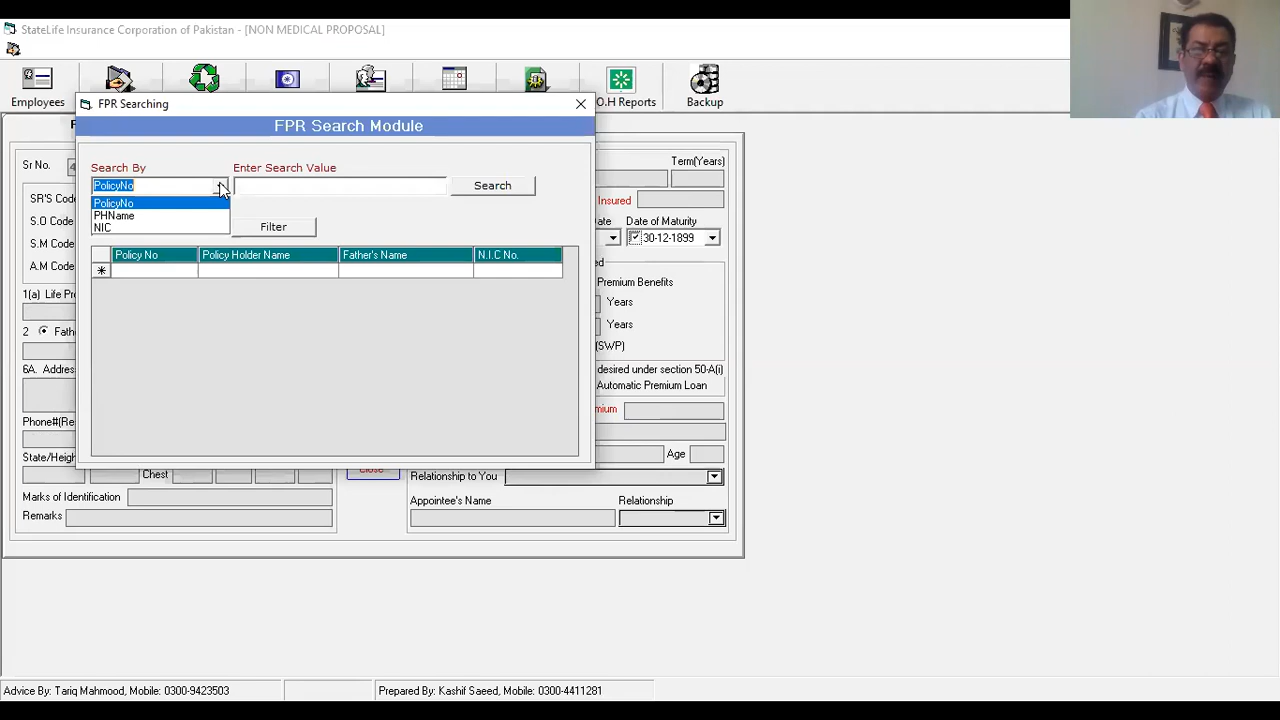 StateLife Insurance Corporation of Pakistan - [NON MEDICAL PROPOSAL]
Employees
O.H Reports
Backup
FPR Searching
FPR Search Module
Search By
Enter Search Value
PolicyNo
Search
PolicyNo
PHName
NIC
Filter
Policy No
Policy Holder Name
Father's Name
N.I.C No.
Sr No.
SR'S Code
S.O Code
S.M Code
A.M Code
1(a) Life Pr
2
Fath
6A. Addres
Phone#(Re
State/Heigh
Chest
Marks of Identification
Remarks
Term(Years)
Insured
Date
Date of Maturity
30-12-1899
Premium Benefits
Years
Years
(SWP)
desired under section 50-A(i)
Automatic Premium Loan
mium
Age
Relationship to You
Appointee's Name
Relationship
Advice By: Tariq Mahmood, Mobile: 0300-9423503
Prepared By: Kashif Saeed, Mobile: 0300-4411281